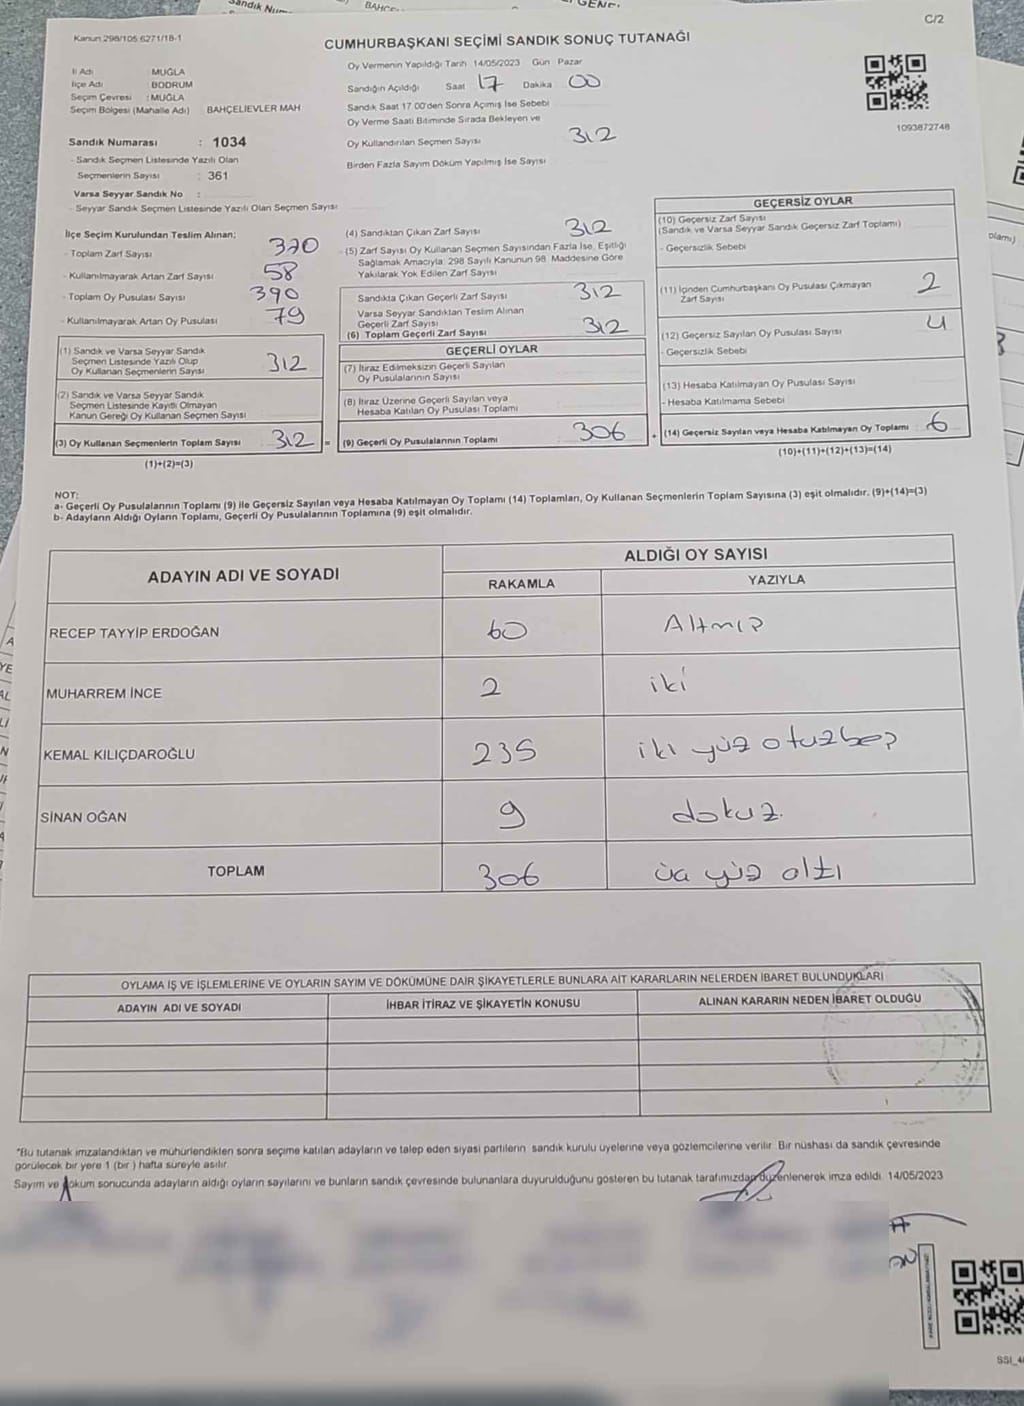 C/2
Kanun 298/105 6271/18-1
CUMHURBAŞKANI SEÇİMİ SANDIK SONUÇ TUTANAĞI
İl Adı : MUĞLA
İlçe Adı : BODRUM
Seçim Çevresi : MUĞLA
Seçim Bölgesi (Mahalle Adı) BAHÇELİEVLER MAH
Sandık Numarası : 1034
- Sandık Seçmen Listesinde Yazılı Olan
Seçmenlerin Sayısı : 361
Varsa Seyyar Sandık No :
- Seyyar Sandık Seçmen Listesinde Yazılı Olan Seçmen Sayısı
Oy Vermenin Yapıldığı Tarih 14/05/2023 Gün Pazar
Sandığın Açıldığı Saat 17 Dakika 00
Sandık Saat 17.00'den Sonra Açımış İse Sebebi
Oy Verme Saati Bitiminde Sırada Bekleyen ve
Oy Kullandırılan Seçmen Sayısı 312
Birden Fazla Sayım Döküm Yapılmış İse Sayısı
1093872748
İlçe Seçim Kurulundan Teslim Alınan;
- Toplam Zarf Sayısı 370
- Kullanılmayarak Artan Zarf Sayısı 58
- Toplam Oy Pusulası Sayısı 390
- Kullanılmayarak Artan Oy Pusulası 79
(1) Sandık ve Varsa Seyyar Sandık
Seçmen Listesinde Yazılı Olup
Oy Kullanan Seçmenlerin Sayısı 312
(2) Sandık ve Varsa Seyyar Sandık
Seçmen Listesinde Kayıtlı Olmayan
Kanun Gereği Oy Kullanan Seçmen Sayısı
(3) Oy Kullanan Seçmenlerin Toplam Sayısı 312 =
(1)+(2)=(3)
(4) Sandıktan Çıkan Zarf Sayısı 312
(5) Zarf Sayısı Oy Kullanan Seçmen Sayısından Fazla İse, Eşitliği
Sağlamak Amacıyla; 298 Sayılı Kanunun 98. Maddesine Göre
Yakılarak Yok Edilen Zarf Sayısı
Sandıkta Çıkan Geçerli Zarf Sayısı 312
Varsa Seyyar Sandıktan Teslim Alınan
Geçerli Zarf Sayısı
(6) Toplam Geçerli Zarf Sayısı 312
GEÇERLİ OYLAR
(7) İtiraz Edilmeksizin Geçerli Sayılan
Oy Pusulalarının Sayısı
(8) İtiraz Üzerine Geçerli Sayılan veya
Hesaba Katılan Oy Pusulası Toplamı
(9) Geçerli Oy Pusulalarının Toplamı 306 +
GEÇERSİZ OYLAR
(10) Geçersiz Zarf Sayısı
(Sandık ve Varsa Seyyar Sandık Geçersiz Zarf Toplamı)
- Geçersizlik Sebebi
(11) İçinden Cumhurbaşkanı Oy Pusulası Çıkmayan
Zarf Sayısı 2
(12) Geçersiz Sayılan Oy Pusulası Sayısı 4
- Geçersizlik Sebebi
(13) Hesaba Katılmayan Oy Pusulası Sayısı
- Hesaba Katılmama Sebebi
(14) Geçersiz Sayılan veya Hesaba Katılmayan Oy Toplamı 6
(10)+(11)+(12)+(13)=(14)
NOT:
a- Geçerli Oy Pusulalarının Toplamı (9) ile Geçersiz Sayılan veya Hesaba Katılmayan Oy Toplamı (14) Toplamları, Oy Kullanan Seçmenlerin Toplam Sayısına (3) eşit olmalıdır. (9)+(14)=(3)
b- Adayların Aldığı Oyların Toplamı, Geçerli Oy Pusulalarının Toplamına (9) eşit olmalıdır.
ADAYIN ADI VE SOYADI
ALDIĞI OY SAYISI
RAKAMLA YAZIYLA
RECEP TAYYİP ERDOĞAN 60 Altmış
MUHARREM İNCE 2 iki
KEMAL KILIÇDAROĞLU 235 iki yüz otuzbeş
SİNAN OĞAN 9 dokuz.
TOPLAM 306 üç yüz altı
OYLAMA İŞ VE İŞLEMLERİNE VE OYLARIN SAYIM VE DÖKÜMÜNE DAİR ŞİKAYETLERLE BUNLARA AİT KARARLARIN NELERDEN İBARET BULUNDUKLARI
ADAYIN ADI VE SOYADI İHBAR İTİRAZ VE ŞİKAYETİN KONUSU ALINAN KARARIN NEDEN İBARET OLDUĞU
*Bu tutanak imzalandıktan ve mühürlendikten sonra seçime katılan adayların ve talep eden siyasi partilerin sandık kurulu üyelerine veya gözlemcilerine verilir. Bir nüshası da sandık çevresinde
görülecek bir yere 1 (bir ) hafta süreyle asılır
Sayım ve döküm sonucunda adayların aldığı oyların sayılarını ve bunların sandık çevresinde bulunanlara duyurulduğunu gösteren bu tutanak tarafımızdan düzenlenerek imza edildi. 14/05/2023